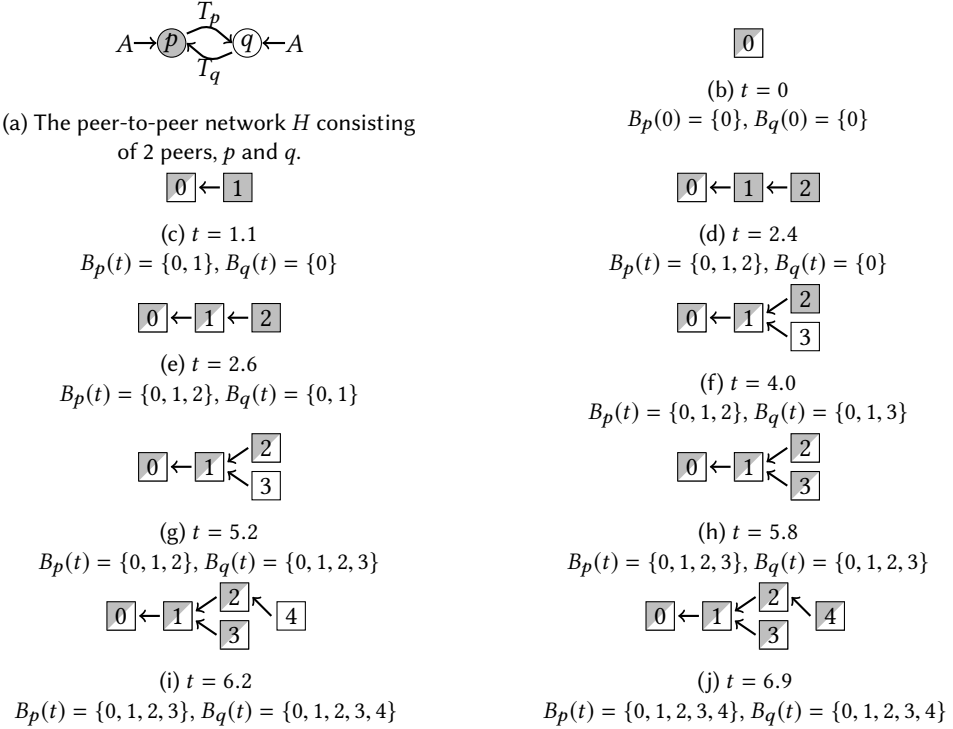 T_p
A p q A
T_q
(a) The peer-to-peer network H consisting
of 2 peers, p and q.
0
(b) t = 0
B_p(0) = {0}, B_q(0) = {0}
0 1
(c) t = 1.1
B_p(t) = {0, 1}, B_q(t) = {0}
0 1 2
(d) t = 2.4
B_p(t) = {0, 1, 2}, B_q(t) = {0}
0 1 2
(e) t = 2.6
B_p(t) = {0, 1, 2}, B_q(t) = {0, 1}
2
0 1
3
(f) t = 4.0
B_p(t) = {0, 1, 2}, B_q(t) = {0, 1, 3}
2
0 1
3
(g) t = 5.2
B_p(t) = {0, 1, 2}, B_q(t) = {0, 1, 2, 3}
2
0 1
3
(h) t = 5.8
B_p(t) = {0, 1, 2, 3}, B_q(t) = {0, 1, 2, 3}
2
0 1 4
3
(i) t = 6.2
B_p(t) = {0, 1, 2, 3}, B_q(t) = {0, 1, 2, 3, 4}
2
0 1 4
3
(j) t = 6.9
B_p(t) = {0, 1, 2, 3, 4}, B_q(t) = {0, 1, 2, 3, 4}